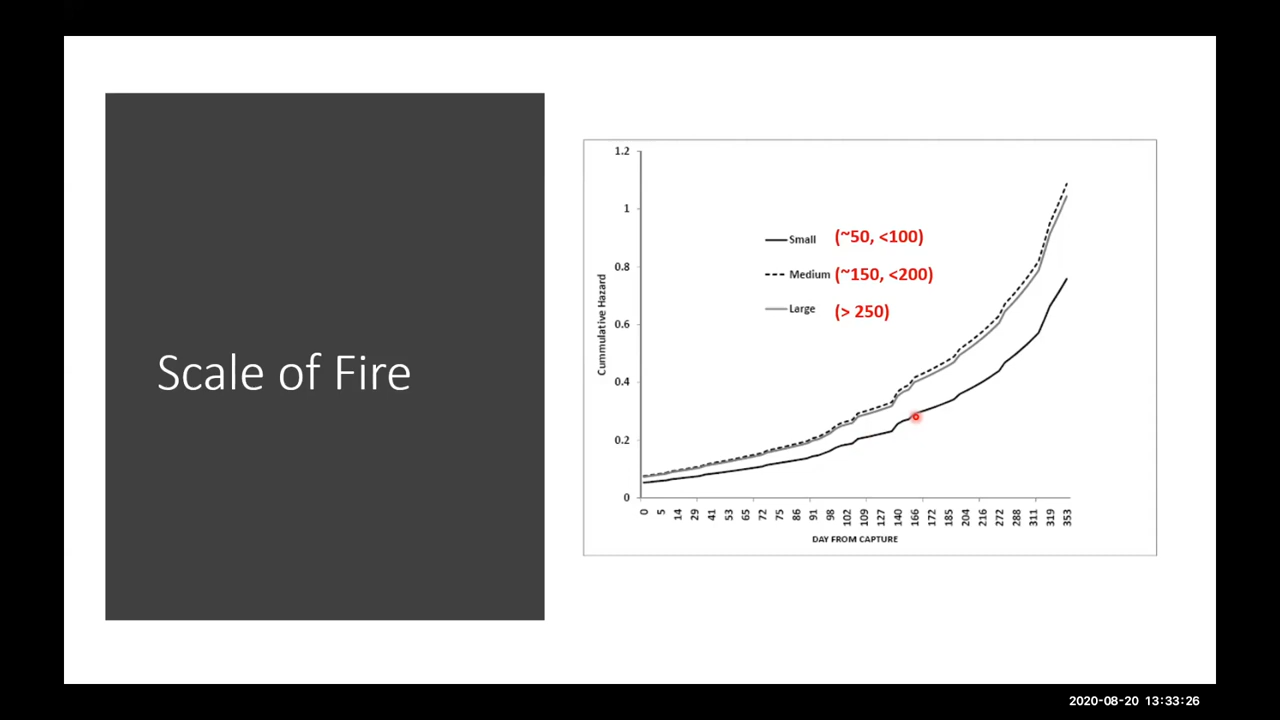 Scale of Fire
1.2
1
0.8
0.6
0.4
0.2
0
Cummulative Hazard
Small (~50, <100)
Medium (~150, <200)
Large (> 250)
0 5 14 29 41 53 65 72 75 86 91 98 102 109 127 140 166 172 185 204 216 272 288 311 319 353
DAY FROM CAPTURE
2020-08-20 13:33:26